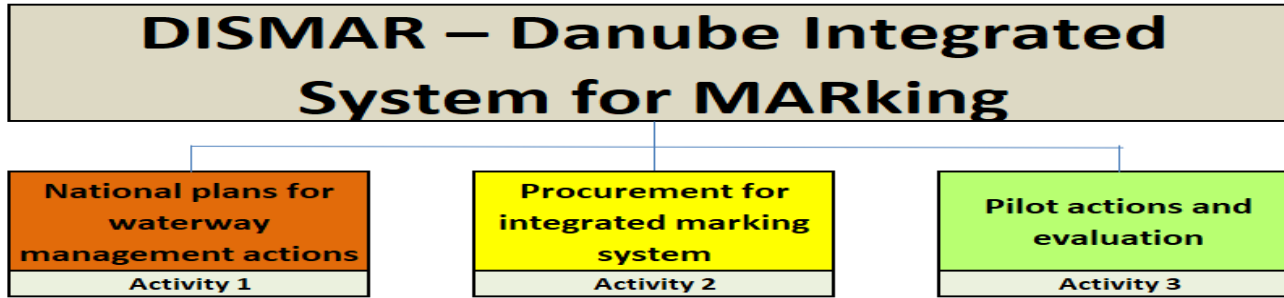 DISMAR – Danube Integrated
System for MARking
National plans for
waterway
management actions
Activity 1
Procurement for
integrated marking
system
Activity 2
Pilot actions and
evaluation
Activity 3